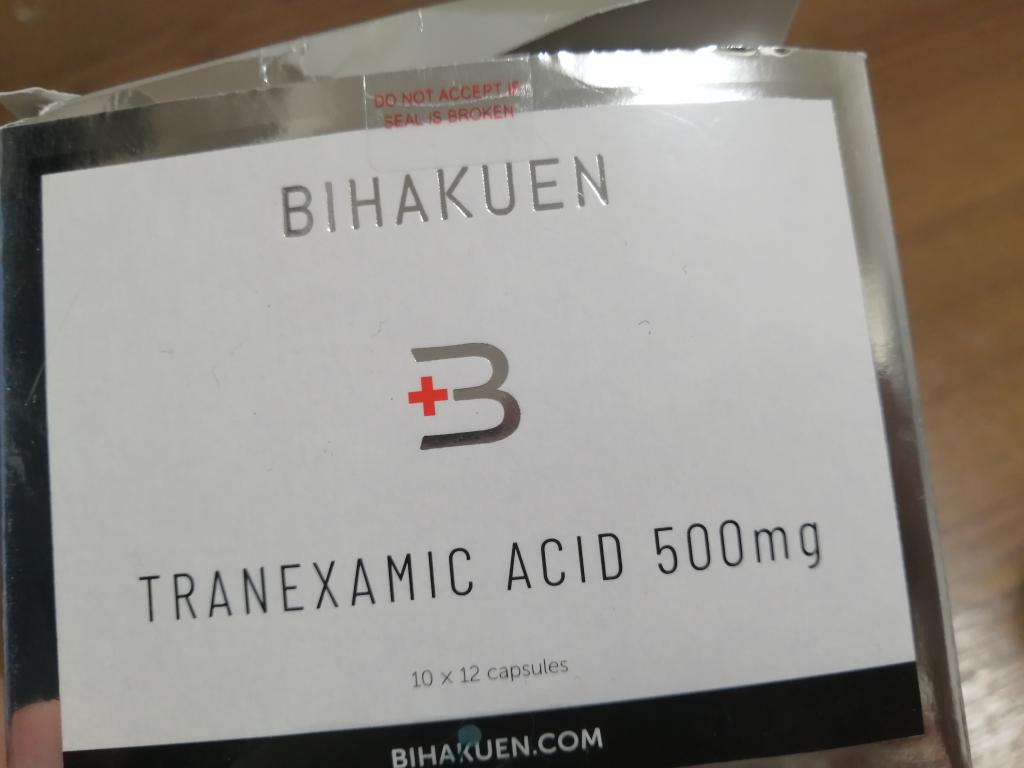 DO NOT ACCEPT IF
SEAL IS BROKEN
BIHAKUEN
B
TRANEXAMIC ACID 500mg
10 x 12 capsules
BIHAKUEN.COM